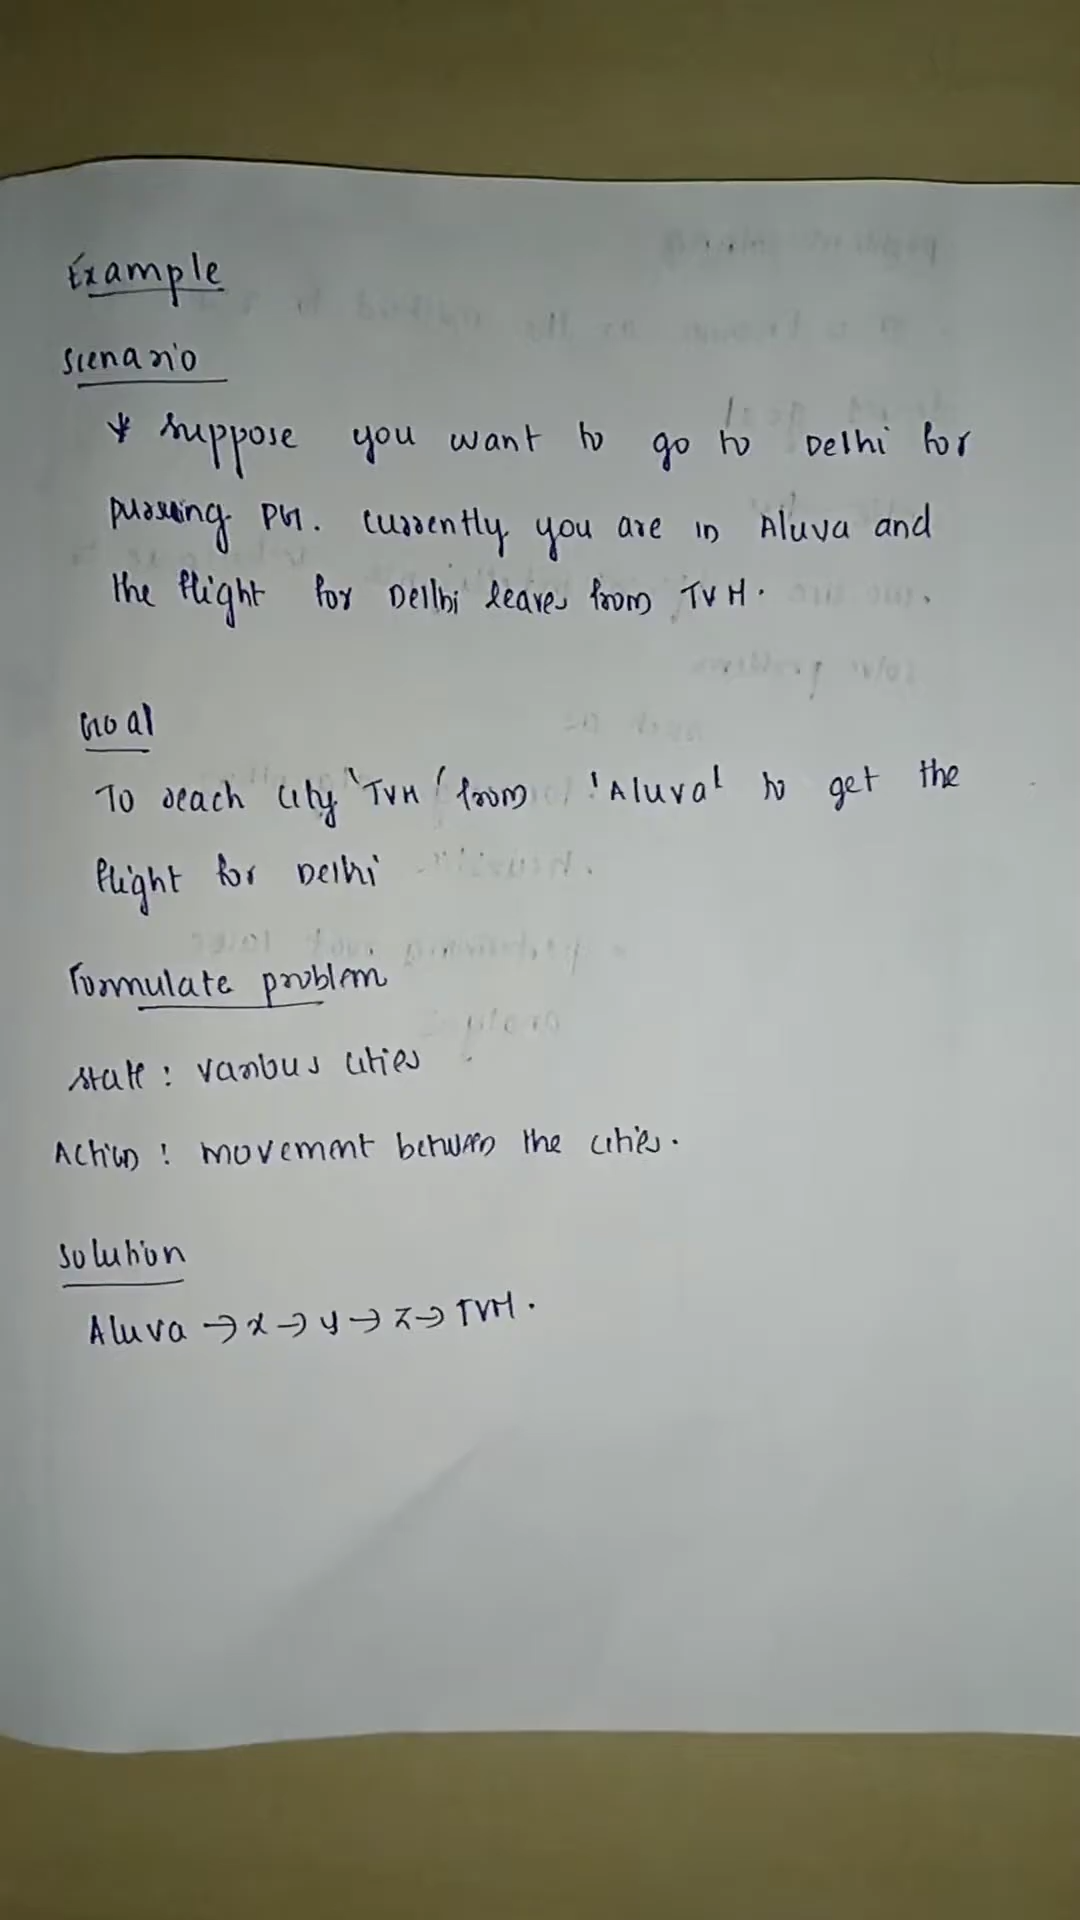 Example
Scenario
* Suppose you want to go to Delhi for
pursuing PG. Currently you are in Aluva and
the flight for Delhi leaves from TVM.
Goal
To reach city 'TVM' from 'Aluva' to get the
flight for Delhi
Formulate problem
State : various cities
Action : movement between the cities.
Solution
Aluva → x → y → z → TVM.